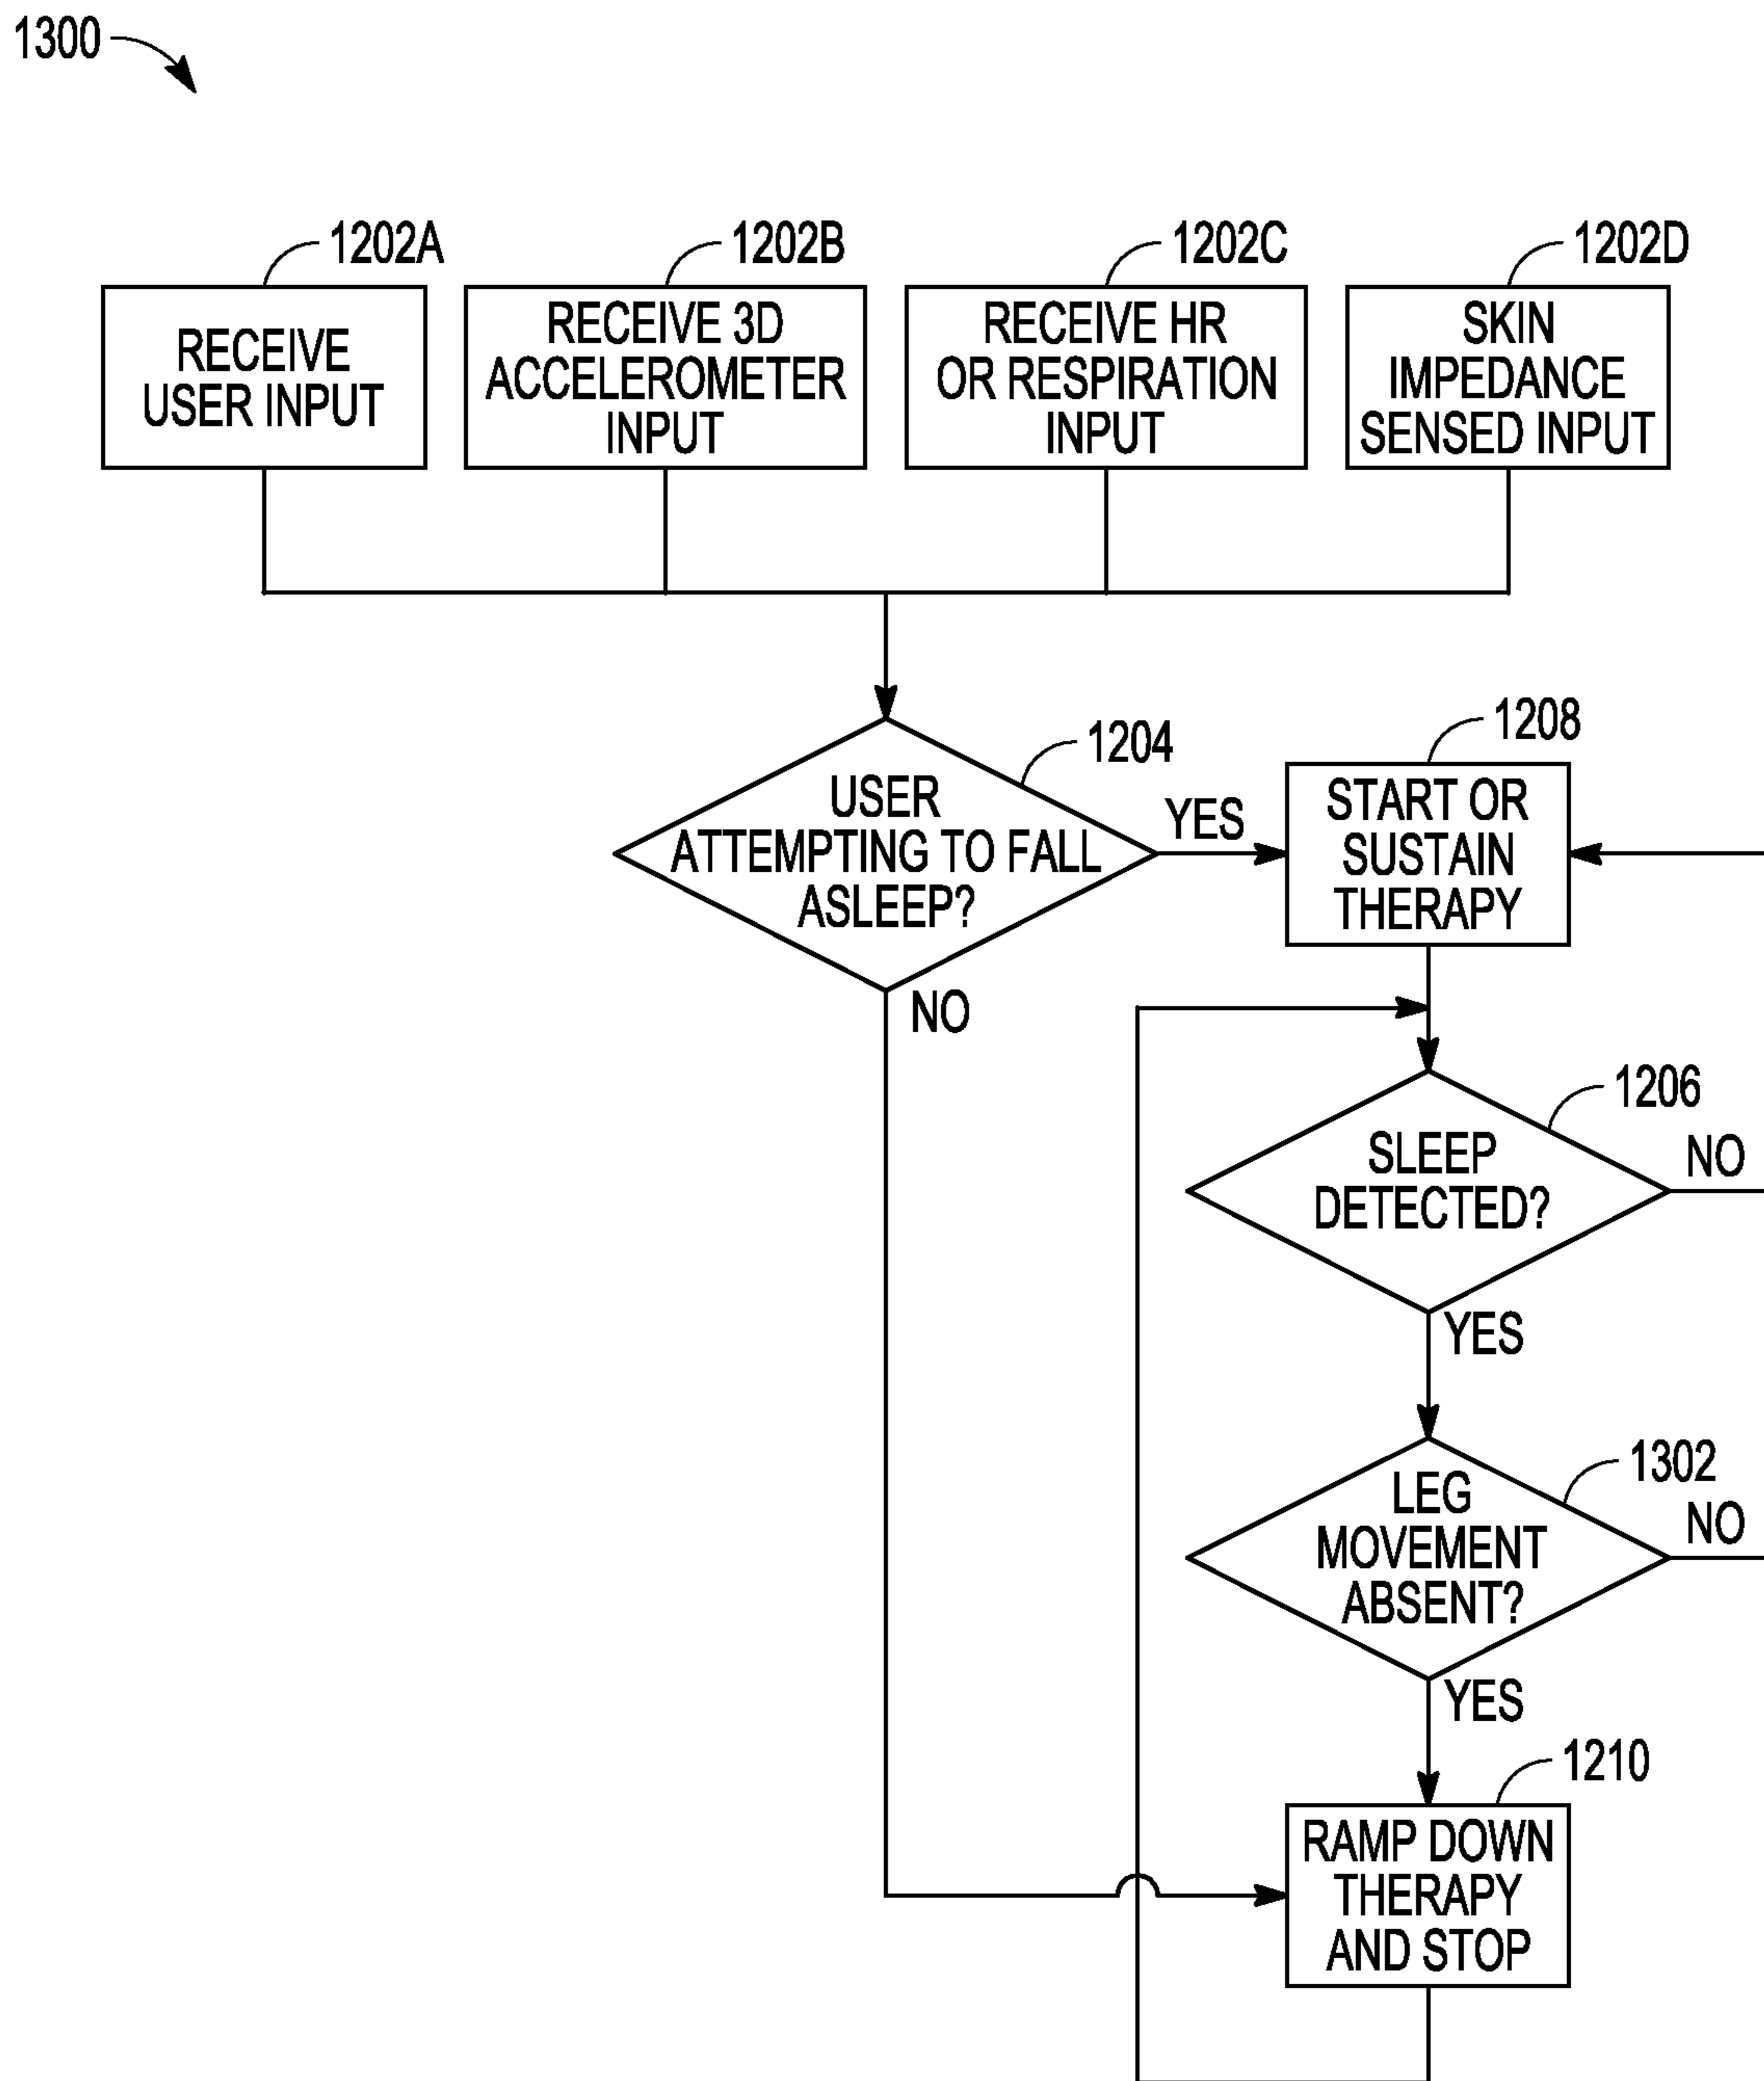 1300
1202A
1202B
1202C
1202D
RECEIVE
USER INPUT
RECEIVE 3D
ACCELEROMETER
INPUT
RECEIVE HR
OR RESPIRATION
INPUT
SKIN
IMPEDANCE
SENSED INPUT
1204
USER
ATTEMPTING TO FALL
ASLEEP?
YES
NO
1208
START OR
SUSTAIN
THERAPY
1206
SLEEP
DETECTED?
NO
YES
1302
LEG
MOVEMENT
ABSENT?
NO
YES
1210
RAMP DOWN
THERAPY
AND STOP